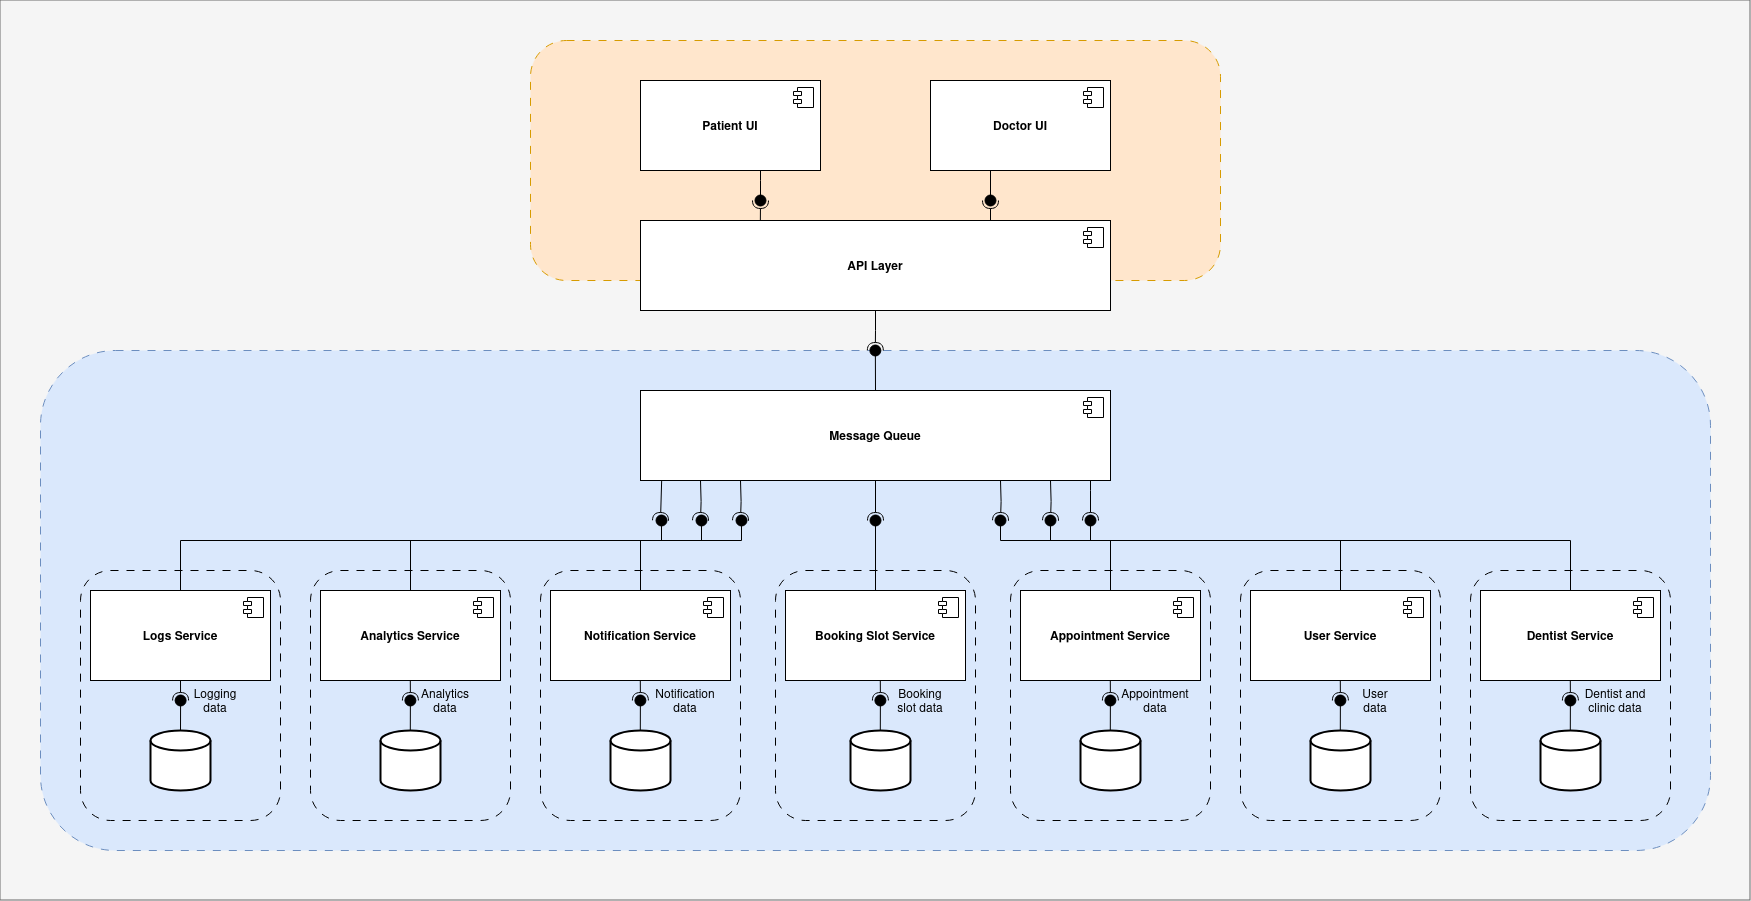 Patient UI
Doctor UI
API Layer
Message Queue
Logs Service
Analytics Service
Notification Service
Booking Slot Service
Appointment Service
User Service
Dentist Service
Logging
data
Analytics
data
Notification
data
Booking
slot data
Appointment
data
User
data
Dentist and
clinic data